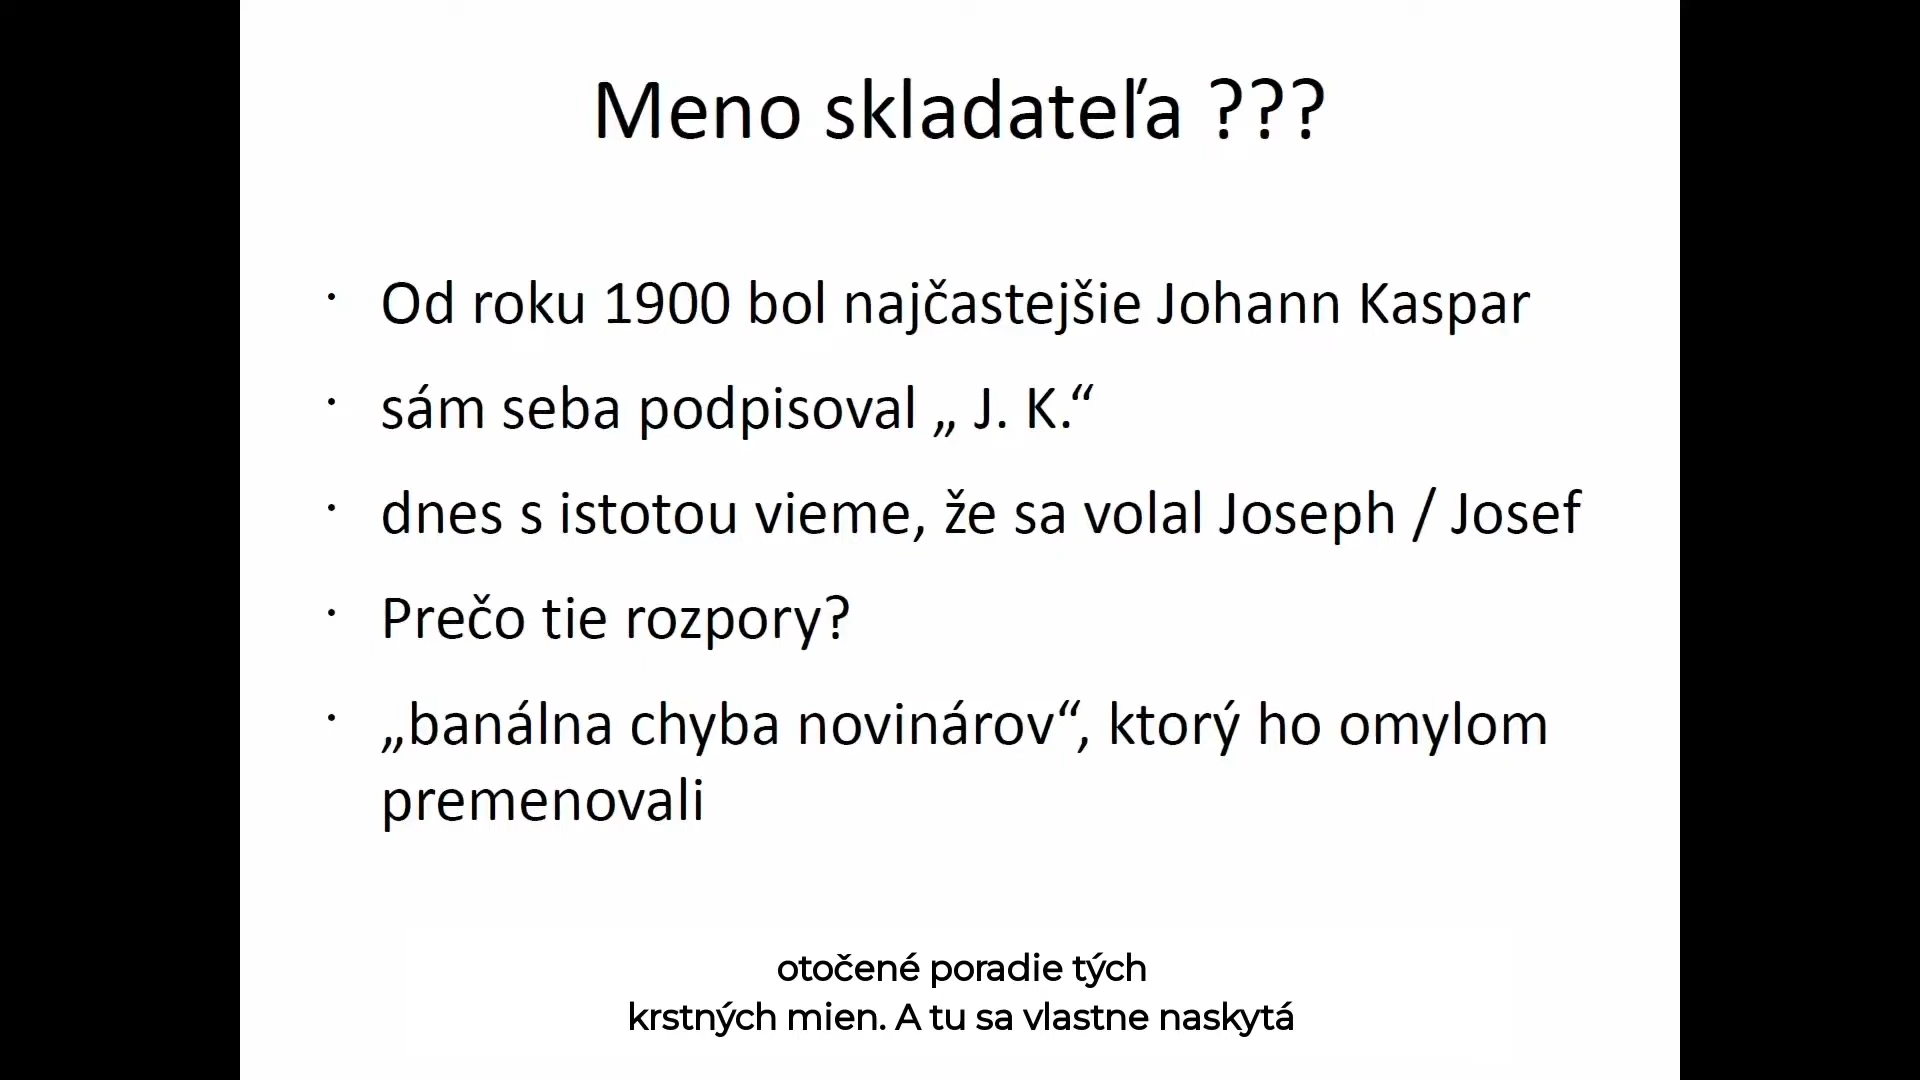 Meno skladateľa ???
· Od roku 1900 bol najčastejšie Johann Kaspar
· sám seba podpisoval „ J. K.“
· dnes s istotou vieme, že sa volal Joseph / Josef
· Prečo tie rozpory?
· „banálna chyba novinárov“, ktorý ho omylom
premenovali
otočené poradie tých
krstných mien. A tu sa vlastne naskytá